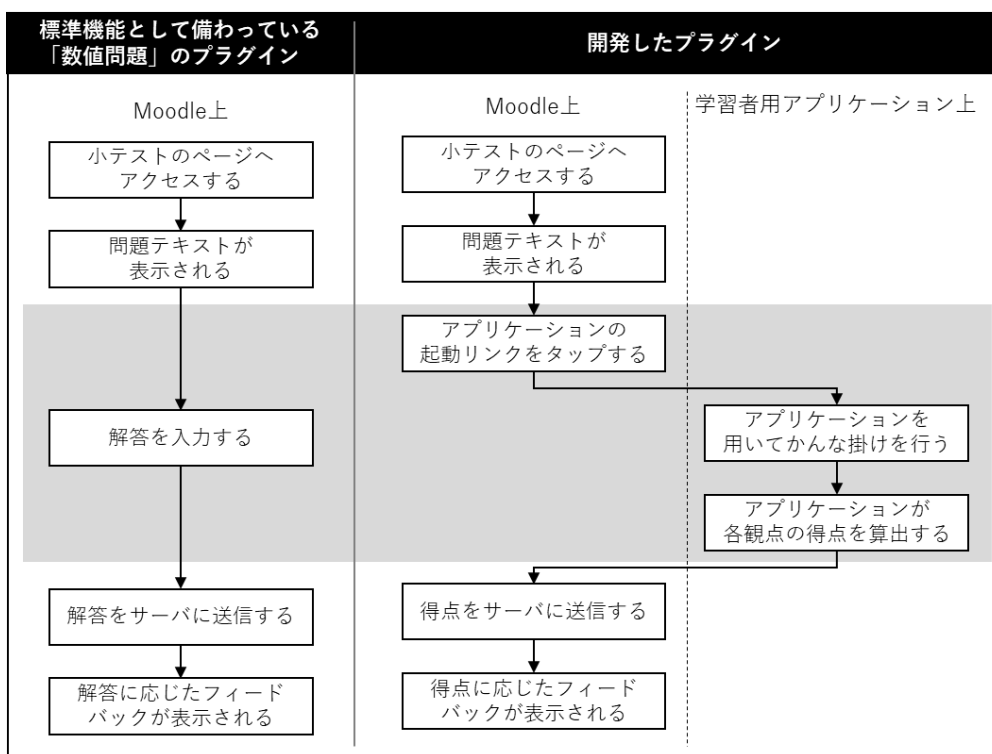 標準機能として備わっている
「数値問題」のプラグイン
開発したプラグイン
Moodle上
小テストのページへ
アクセスする
問題テキストが
表示される
解答を入力する
解答をサーバに送信する
解答に応じたフィード
バックが表示される
Moodle上
小テストのページへ
アクセスする
問題テキストが
表示される
アプリケーションの
起動リンクをタップする
学習者用アプリケーション上
アプリケーションを
用いてかんな掛けを行う
アプリケーションが
各観点の得点を算出する
得点をサーバに送信する
得点に応じたフィード
バックが表示される